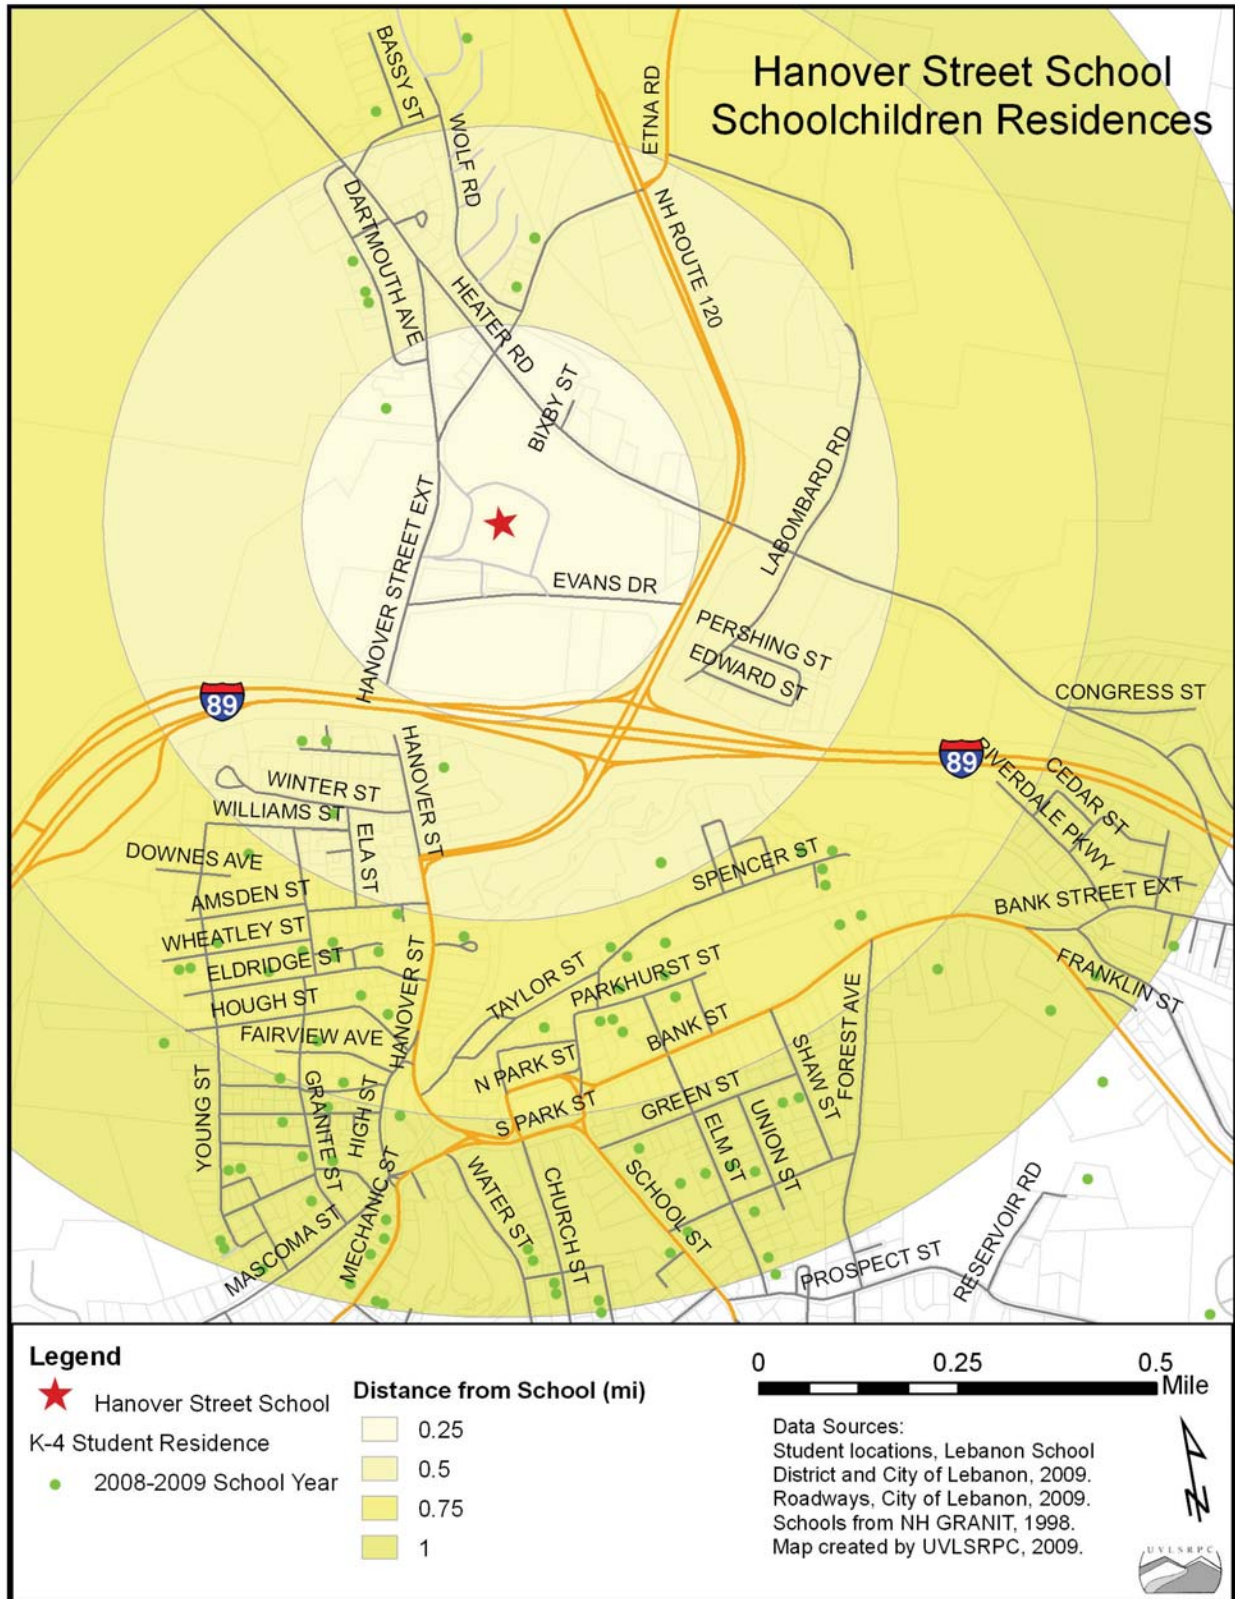 Hanover Street School
Schoolchildren Residences
BASSY ST
WOLF RD
ETNA RD
DARTMOUTH AVE
NH ROUTE 120
HEATER RD
BIXBY ST
LABOMBARD RD
HANOVER STREET EXT
EVANS DR
PERSHING ST
EDWARD ST
CONGRESS ST
89
89
HANOVER ST
RIVERDALE PKWY
CEDAR ST
WINTER ST
WILLIAMS ST
ELA ST
DOWNES AVE
SPENCER ST
AMSDEN ST
BANK STREET EXT
WHEATLEY ST
ELDRIDGE ST
HANOVER ST
TAYLOR ST
PARKHURST ST
FRANKLIN ST
HOUGH ST
FAIRVIEW AVE
BANK ST
FOREST AVE
SHAW ST
N PARK ST
GREEN ST
S PARK ST
YOUNG ST
GRANITE ST
HIGH ST
ELM ST
UNION ST
MECHANIC ST
WATER ST
CHURCH ST
SCHOOL ST
MASCOMA ST
PROSPECT ST
RESERVOIR RD
Legend
Hanover Street School
K-4 Student Residence
2008-2009 School Year
Distance from School (mi)
0.25
0.5
0.75
1
0 0.25 0.5
Mile
Data Sources:
Student locations, Lebanon School
District and City of Lebanon, 2009.
Roadways, City of Lebanon, 2009.
Schools from NH GRANIT, 1998.
Map created by UVLSRPC, 2009.
N
UVLSRPC